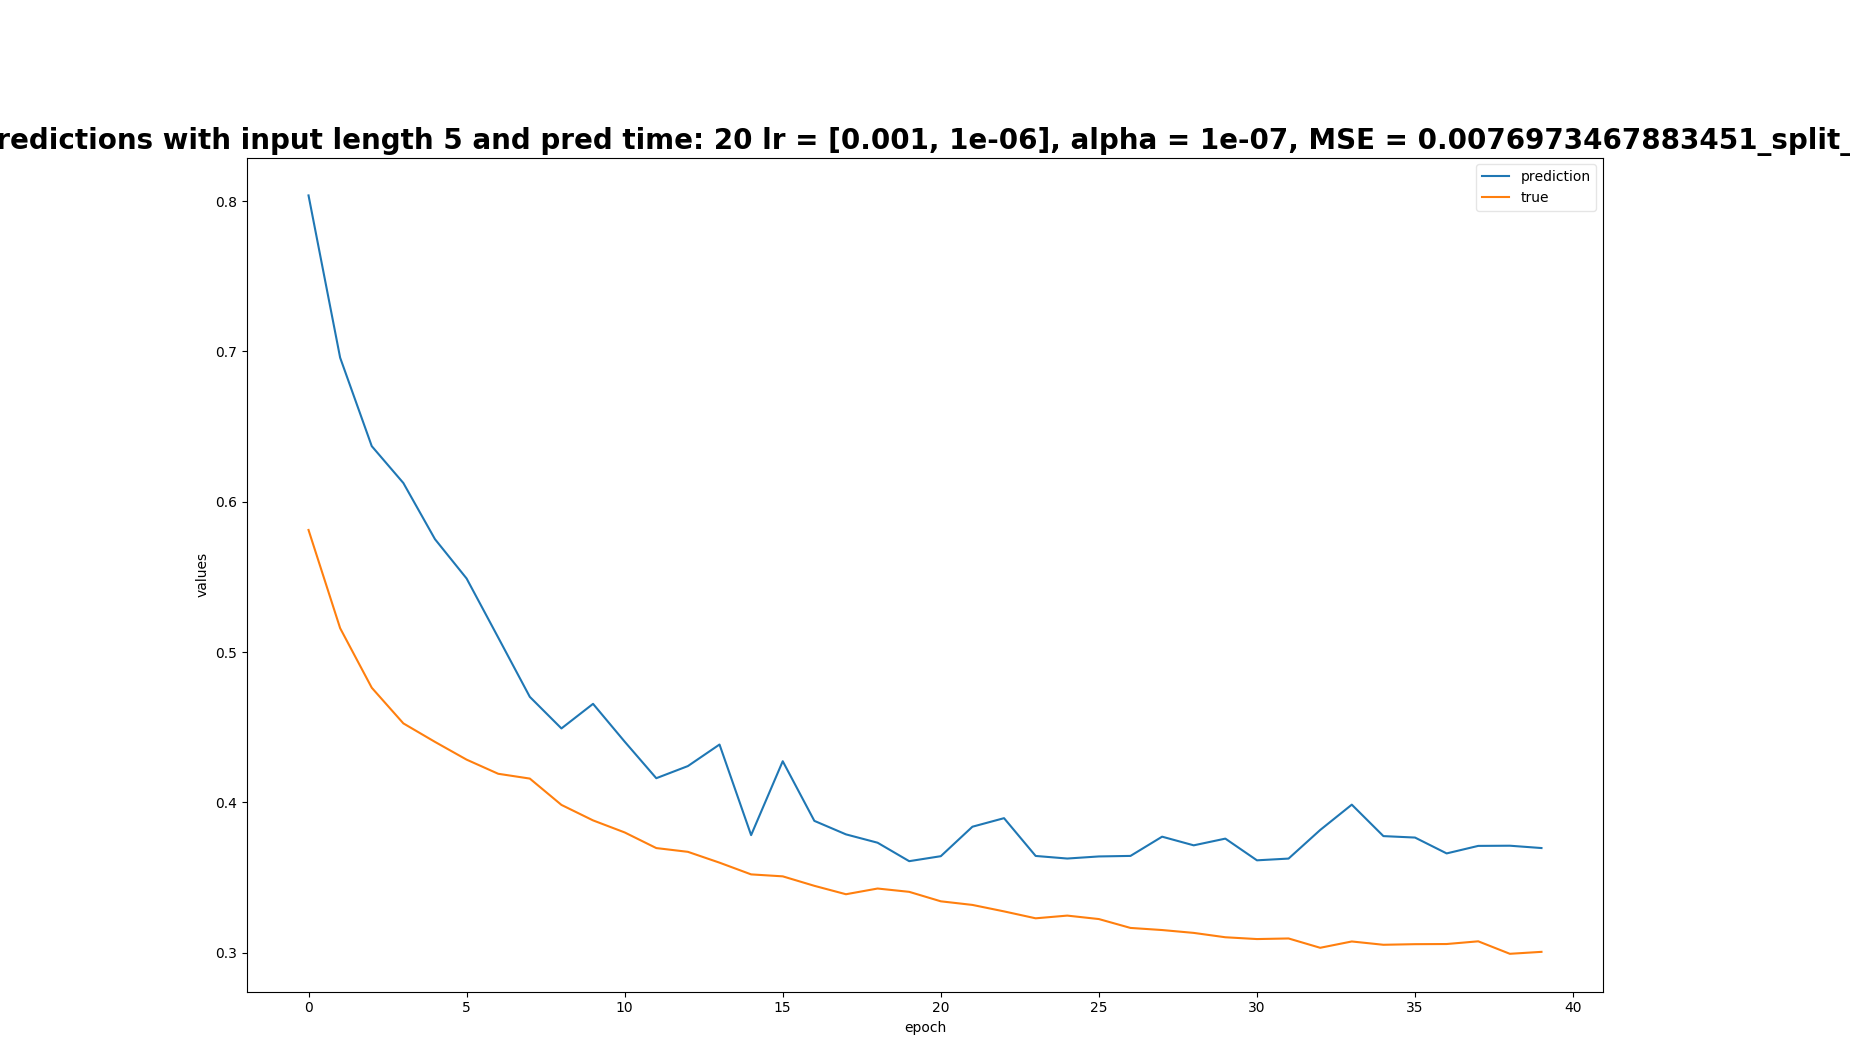 redictions with input length 5 and pred time: 20 lr = [0.001, 1e-06], alpha = 1e-07, MSE = 0.0076973467883451_split_
prediction
true
0.8
0.7
0.6
0.5
0.4
0.3
values
0 5 10 15 20 25 30 35 40
epoch